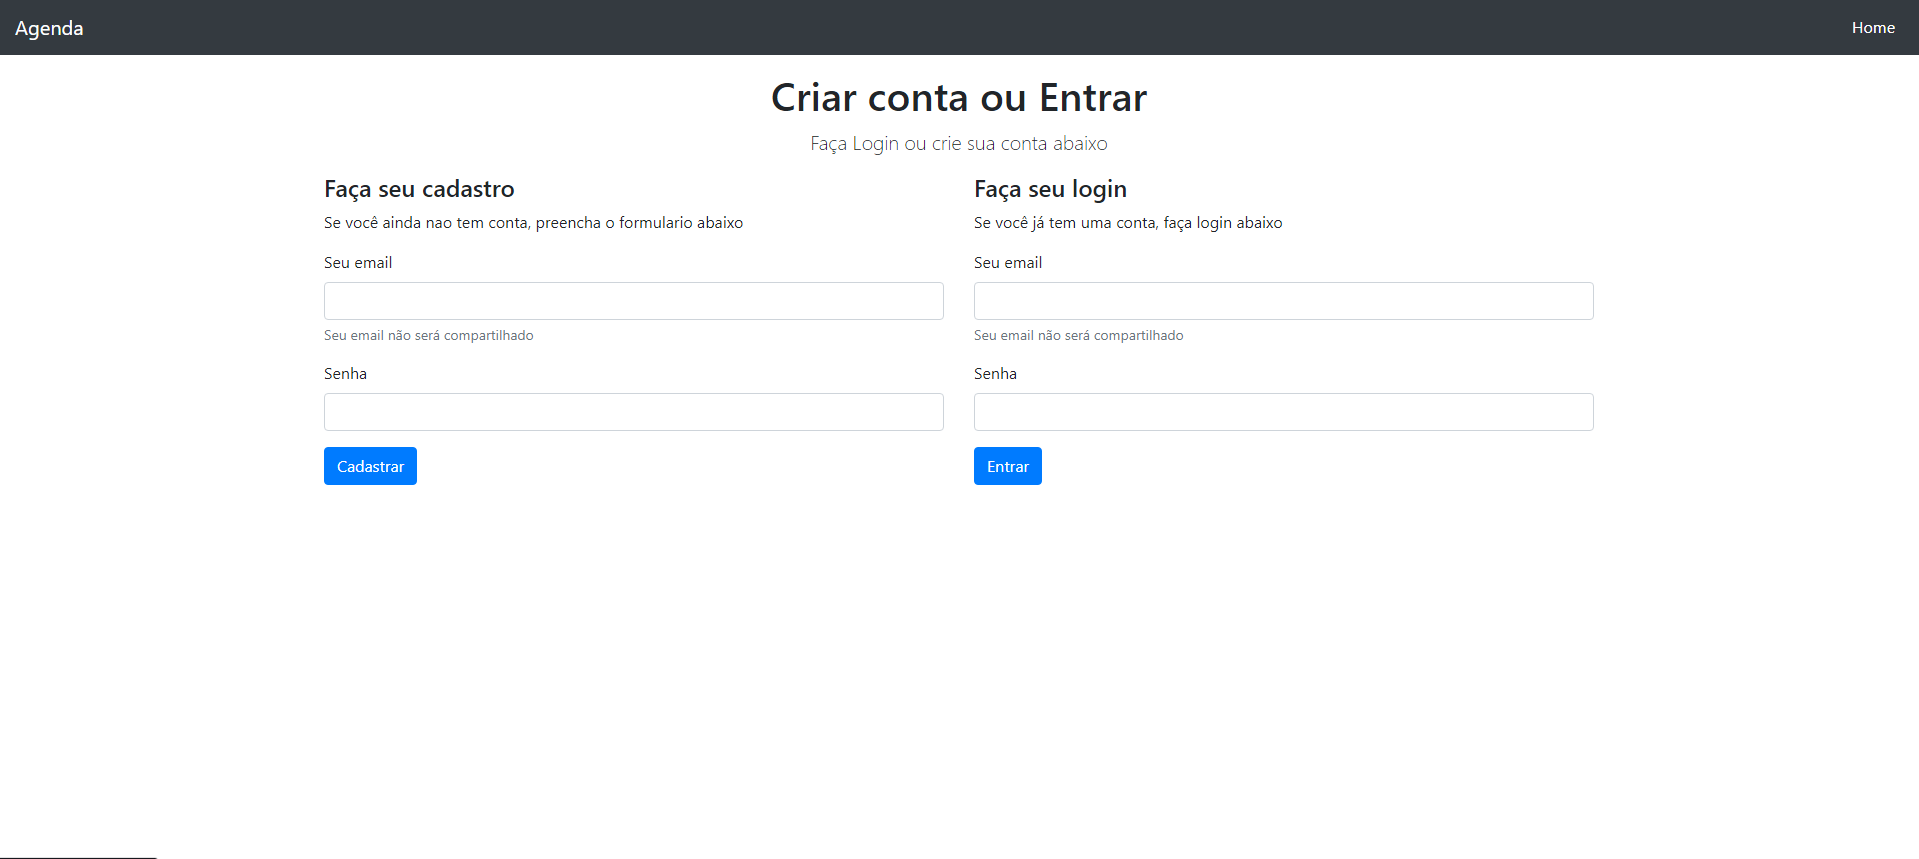 Agenda
Home
Criar conta ou Entrar
Faça Login ou crie sua conta abaixo
Faça seu cadastro
Se você ainda nao tem conta, preencha o formulario abaixo
Seu email
Seu email não será compartilhado
Senha
Cadastrar
Faça seu login
Se você já tem uma conta, faça login abaixo
Seu email
Seu email não será compartilhado
Senha
Entrar